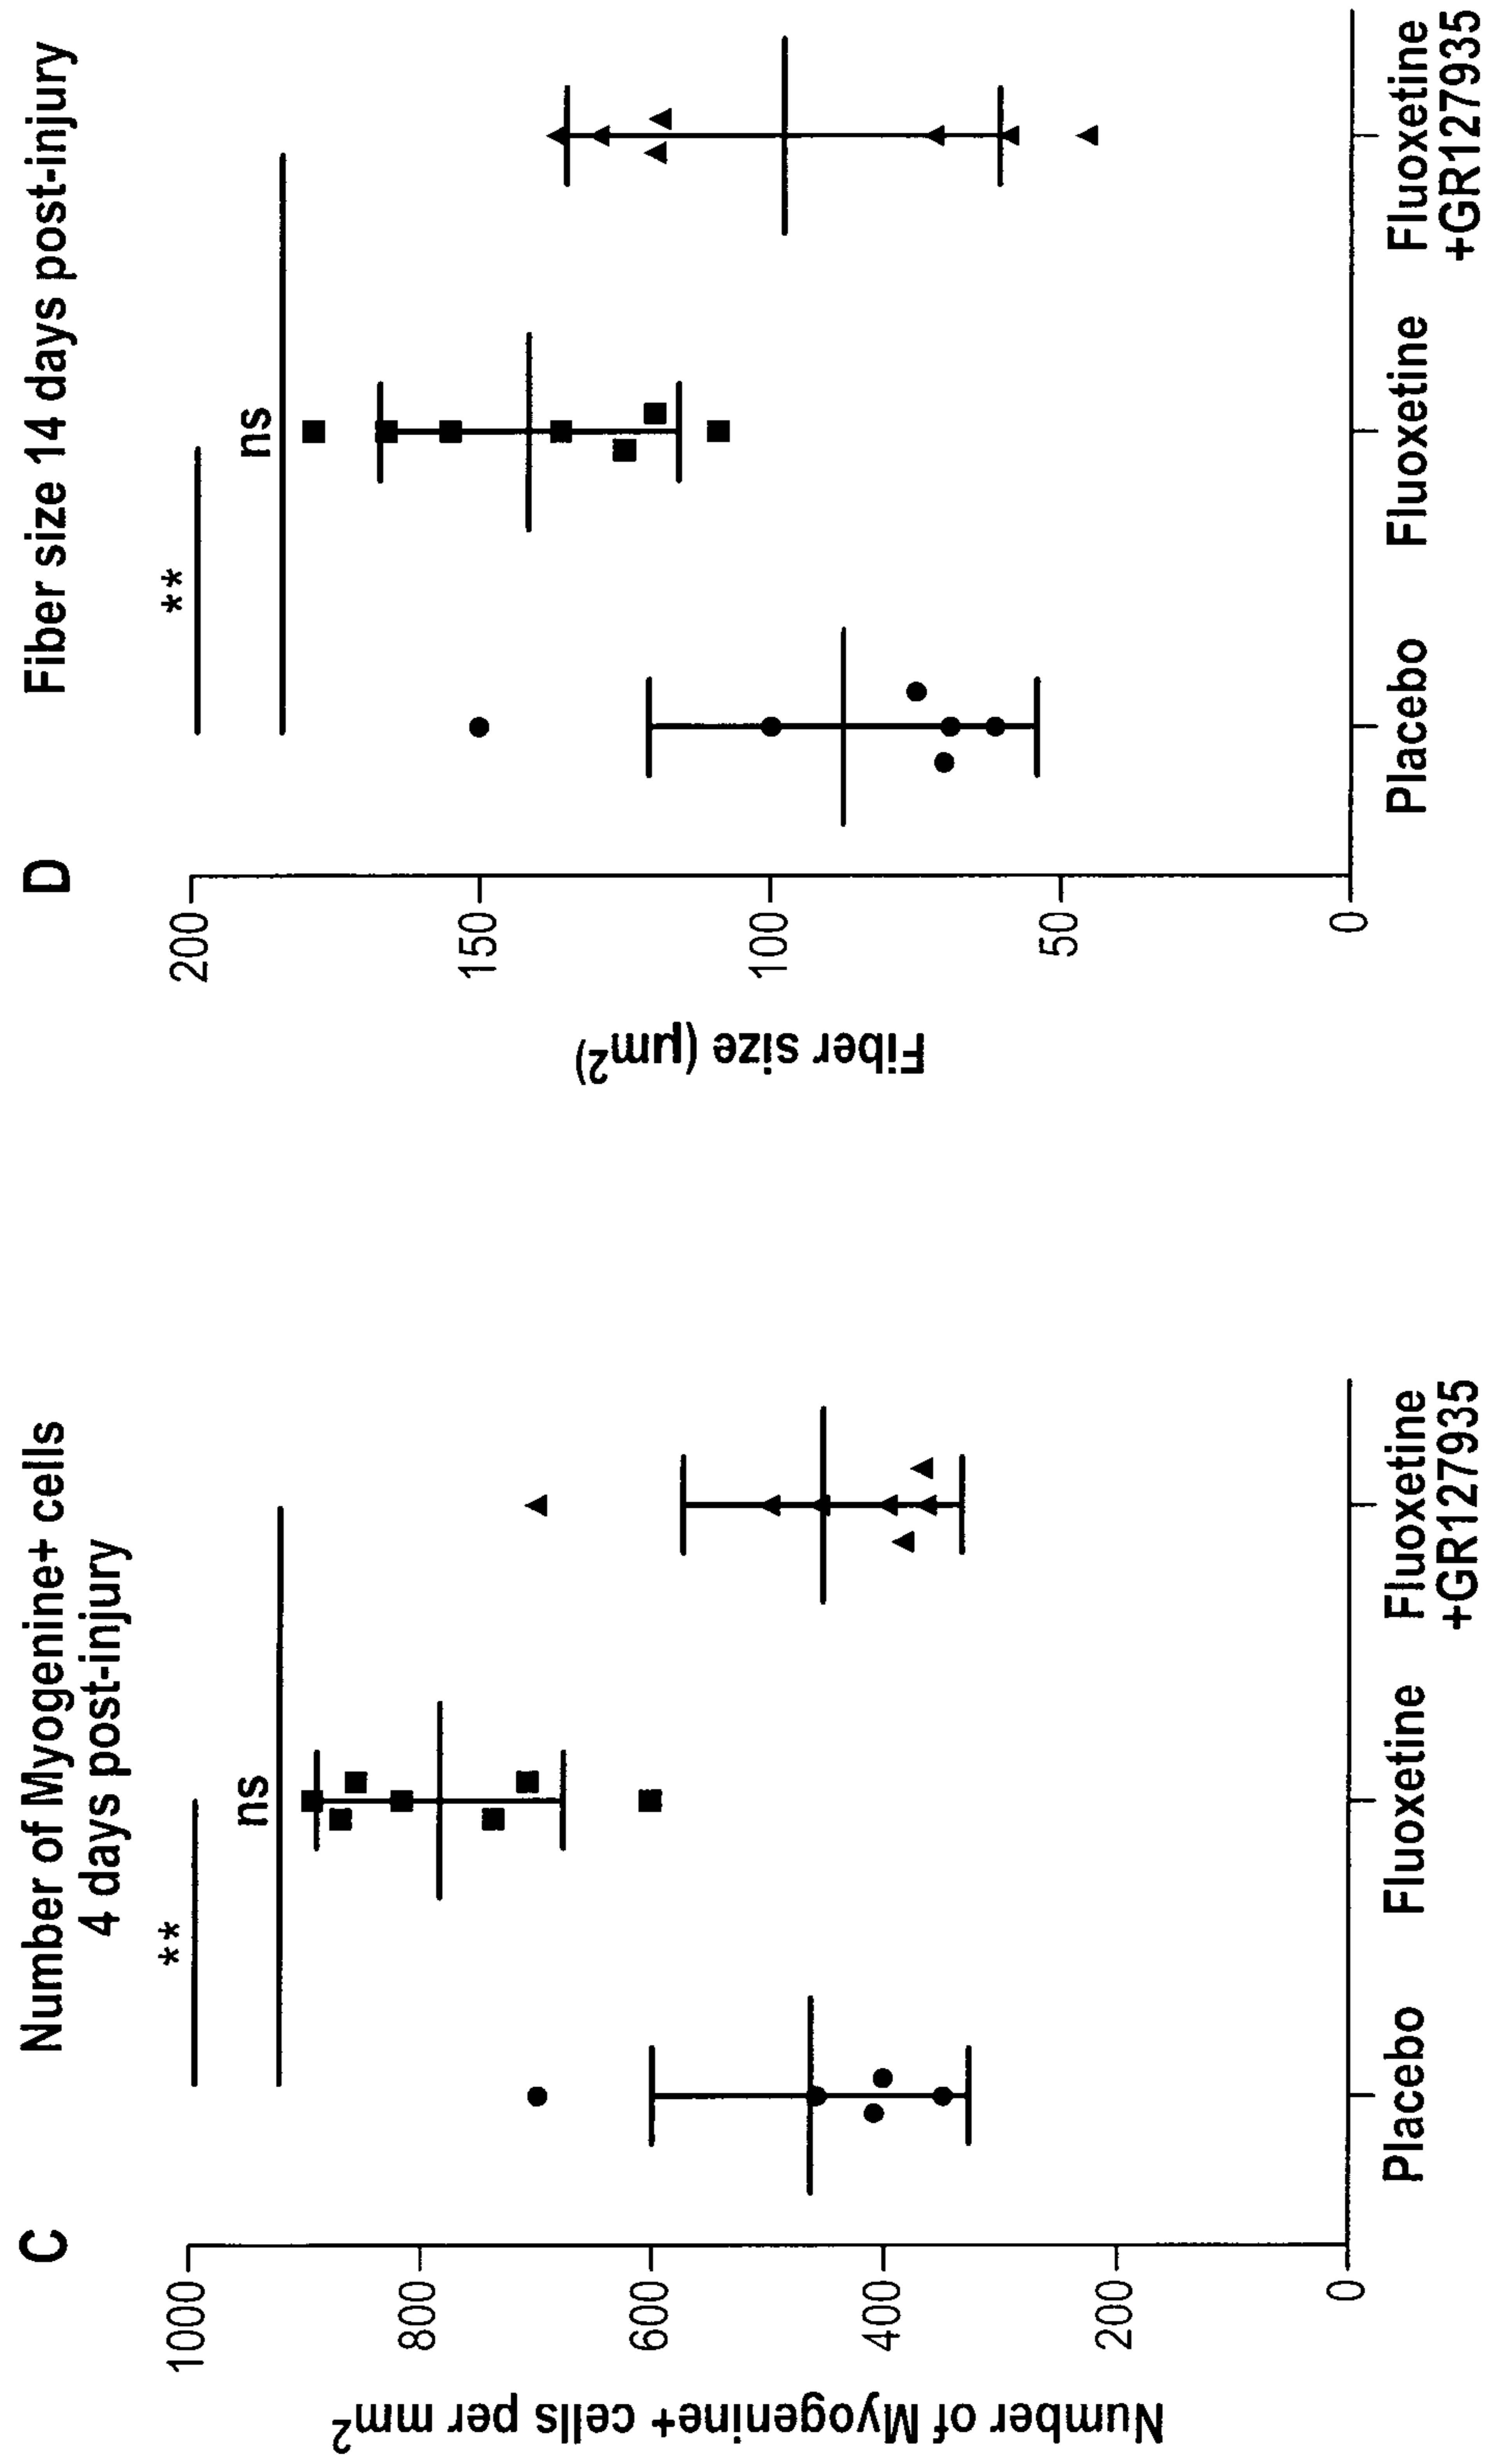 C
Number of Myogenine+ cells
4 days post-injury
**
ns
1000
800
600
400
200
0
Number of Myogenine+ cells per mm²
Placebo
Fluoxetine
Fluoxetine
+GR127935
D
Fiber size 14 days post-injury
**
ns
200
150
100
50
0
Fiber size (µm²)
Placebo
Fluoxetine
Fluoxetine
+GR127935